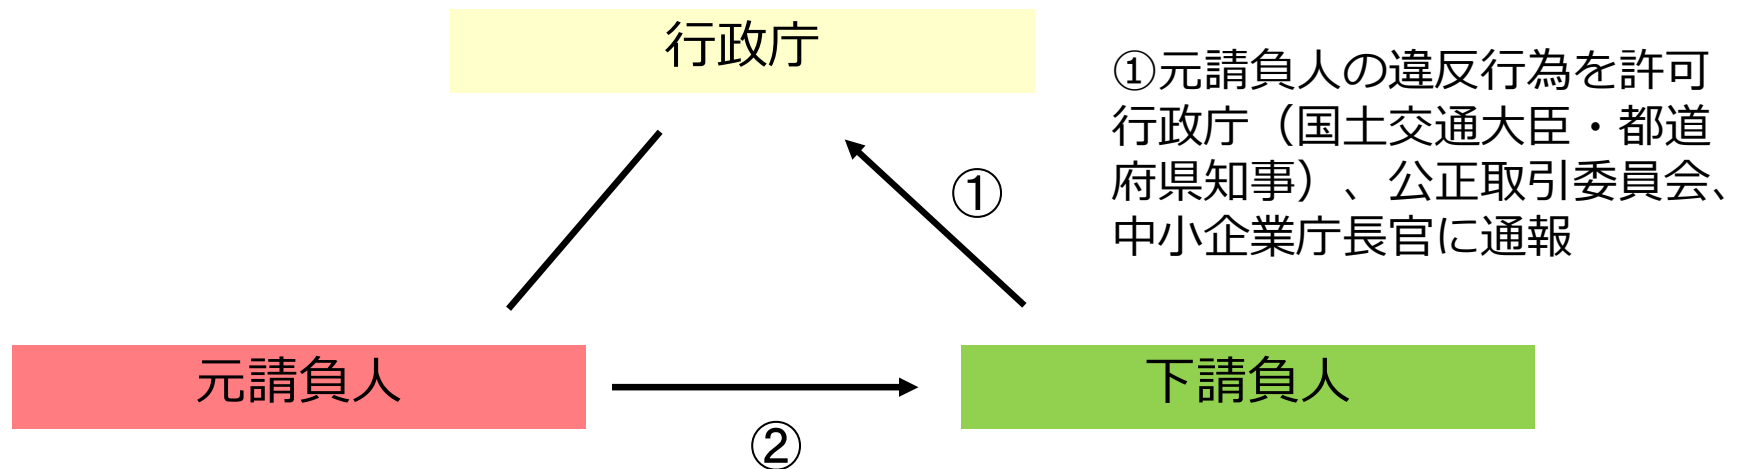 行政庁
①元請負人の違反行為を許可
行政庁（国土交通大臣・都道
府県知事）、公正取引委員会、
中小企業庁長官に通報
①
元請負人
下請負人
②